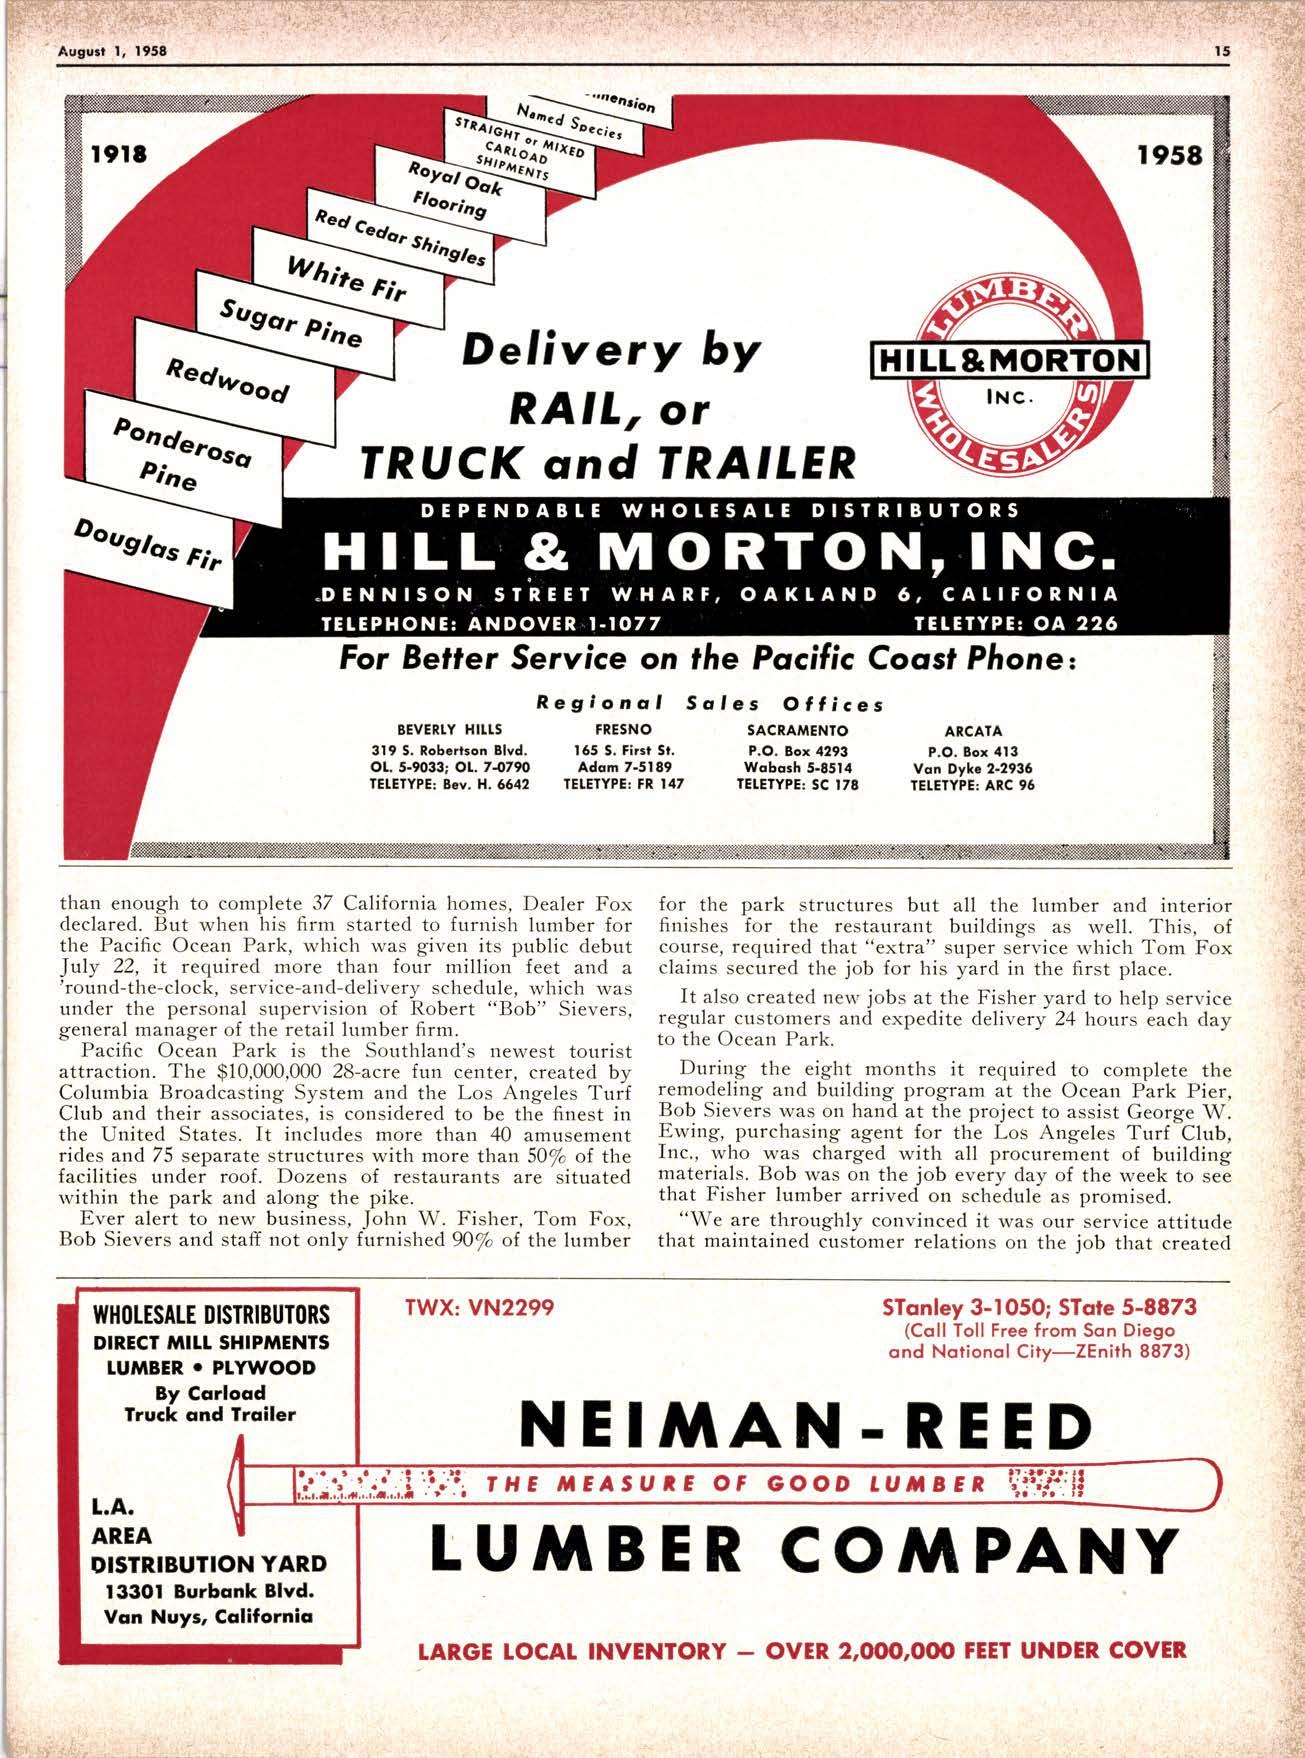 August 1, 1958
15
1918
1958
Named Species
STRAIGHT or MIXED
CARLOAD
SHIPMENTS
Royal Oak
Flooring
Red Cedar Shingles
White Fir
Sugar Pine
Redwood
Ponderosa
Pine
Douglas Fir
Delivery by
RAIL, or
TRUCK and TRAILER
LUMBER
HILL & MORTON
INC.
WHOLESALERS
DEPENDABLE WHOLESALE DISTRIBUTORS
HILL & MORTON, INC.
DENNISON STREET WHARF, OAKLAND 6, CALIFORNIA
TELEPHONE: ANDOVER 1-1077 TELETYPE: OA 226
For Better Service on the Pacific Coast Phone:
Regional Sales Offices
BEVERLY HILLS
319 S. Robertson Blvd.
OL. 5-9033; OL. 7-0790
TELETYPE: Bev. H. 6642
FRESNO
165 S. First St.
Adam 7-5189
TELETYPE: FR 147
SACRAMENTO
P.O. Box 4293
Wabash 5-8514
TELETYPE: SC 178
ARCATA
P.O. Box 413
Van Dyke 2-2936
TELETYPE: ARC 96
than enough to complete 37 California homes, Dealer Fox
declared. But when his firm started to furnish lumber for
the Pacific Ocean Park, which was given its public debut
July 22, it required more than four million feet and a
'round-the-clock, service-and-delivery schedule, which was
under the personal supervision of Robert "Bob" Sievers,
general manager of the retail lumber firm.
Pacific Ocean Park is the Southland's newest tourist
attraction. The $10,000,000 28-acre fun center, created by
Columbia Broadcasting System and the Los Angeles Turf
Club and their associates, is considered to be the finest in
the United States. It includes more than 40 amusement
rides and 75 separate structures with more than 50% of the
facilities under roof. Dozens of restaurants are situated
within the park and along the pike.
Ever alert to new business, John W. Fisher, Tom Fox,
Bob Sievers and staff not only furnished 90% of the lumber
for the park structures but all the lumber and interior
finishes for the restaurant buildings as well. This, of
course, required that "extra" super service which Tom Fox
claims secured the job for his yard in the first place.
It also created new jobs at the Fisher yard to help service
regular customers and expedite delivery 24 hours each day
to the Ocean Park.
During the eight months it required to complete the
remodeling and building program at the Ocean Park Pier,
Bob Sievers was on hand at the project to assist George W.
Ewing, purchasing agent for the Los Angeles Turf Club,
Inc., who was charged with all procurement of building
materials. Bob was on the job every day of the week to see
that Fisher lumber arrived on schedule as promised.
"We are throughly convinced it was our service attitude
that maintained customer relations on the job that created
WHOLESALE DISTRIBUTORS
DIRECT MILL SHIPMENTS
LUMBER • PLYWOOD
By Carload
Truck and Trailer
L.A.
AREA
DISTRIBUTION YARD
13301 Burbank Blvd.
Van Nuys, California
TWX: VN2299
STanley 3-1050; STate 5-8873
(Call Toll Free from San Diego
and National City—ZEnith 8873)
NEIMAN-REED
THE MEASURE OF GOOD LUMBER
LUMBER COMPANY
LARGE LOCAL INVENTORY — OVER 2,000,000 FEET UNDER COVER